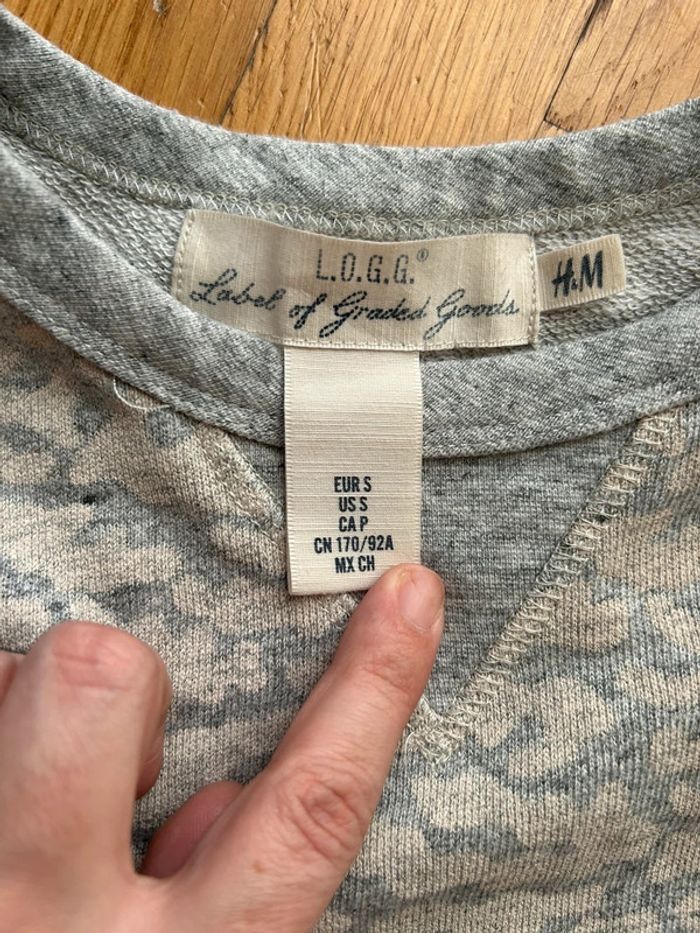 L.O.G.G.®
Label of Graded Goods
H&M
EUR S
US S
CA P
CN 170/92A
MX CH